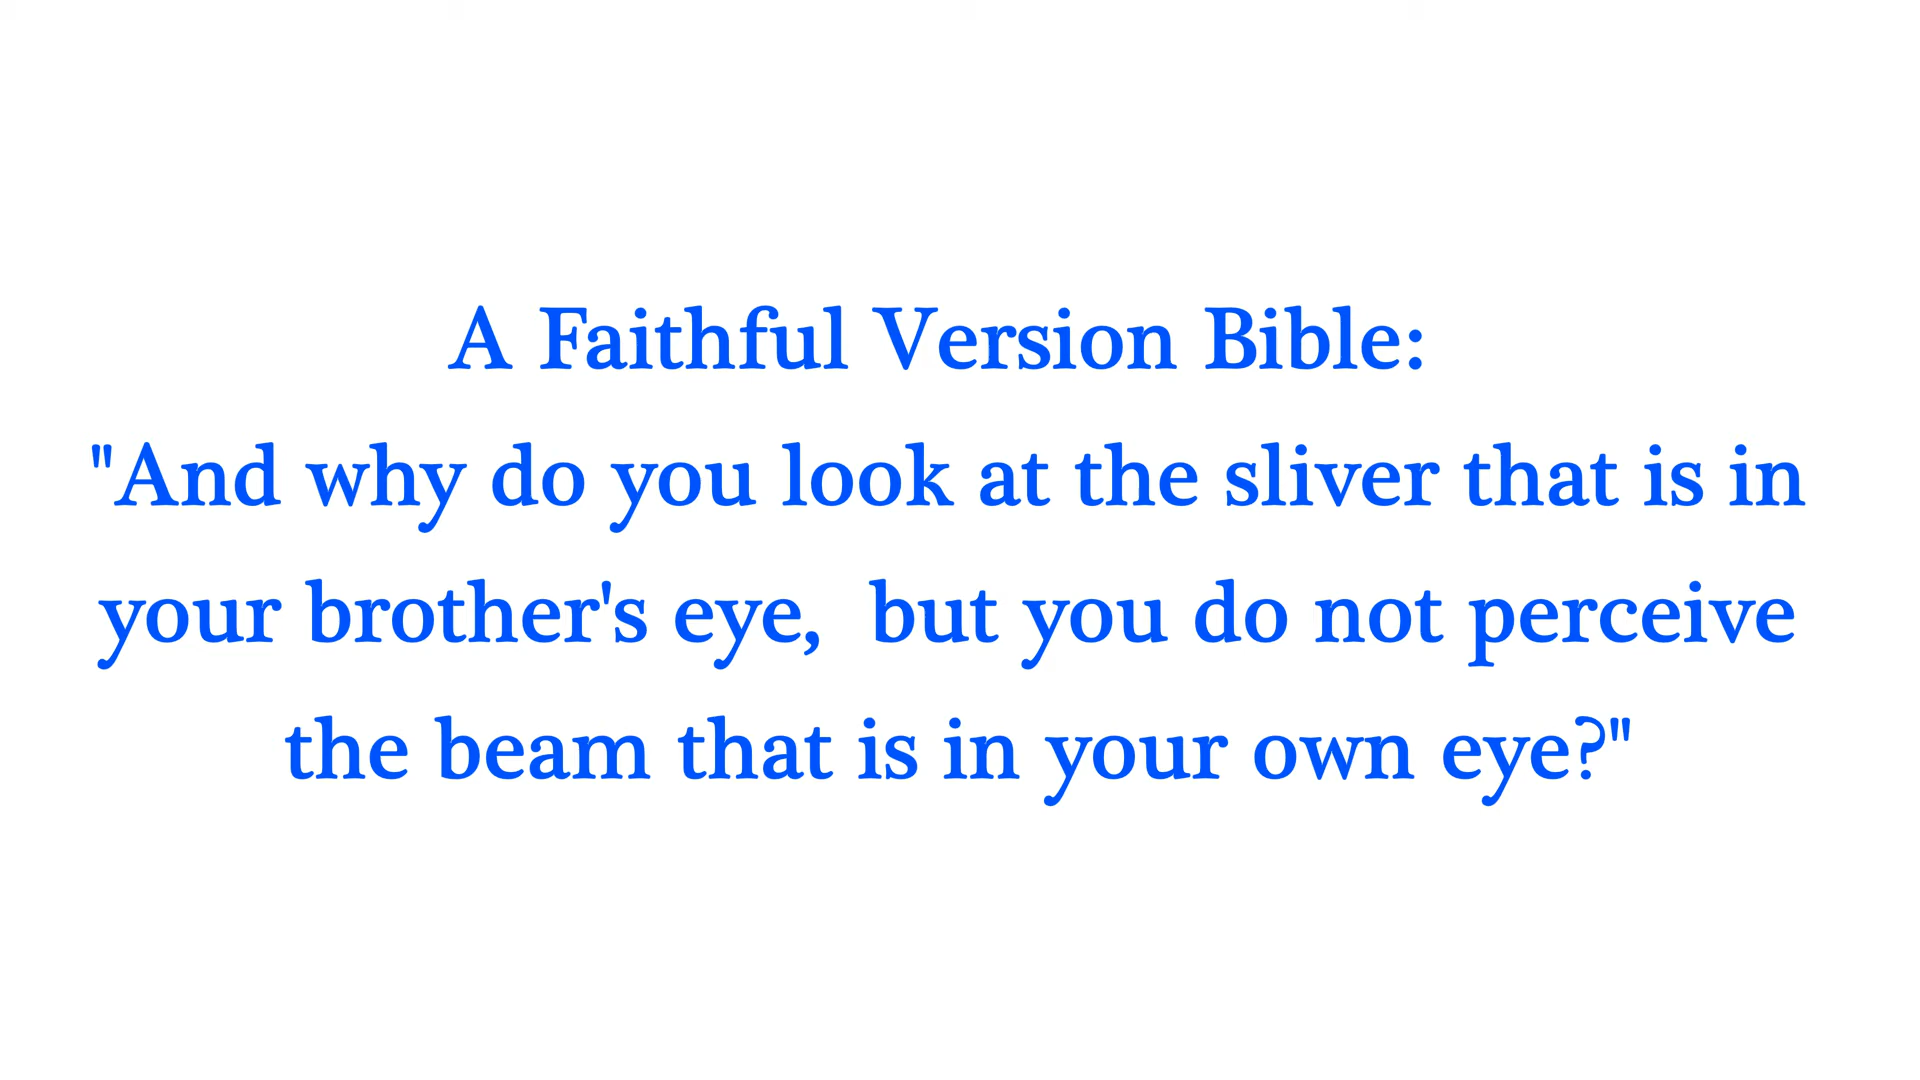 A Faithful Version Bible:
"And why do you look at the sliver that is in
your brother's eye,  but you do not perceive
the beam that is in your own eye?"